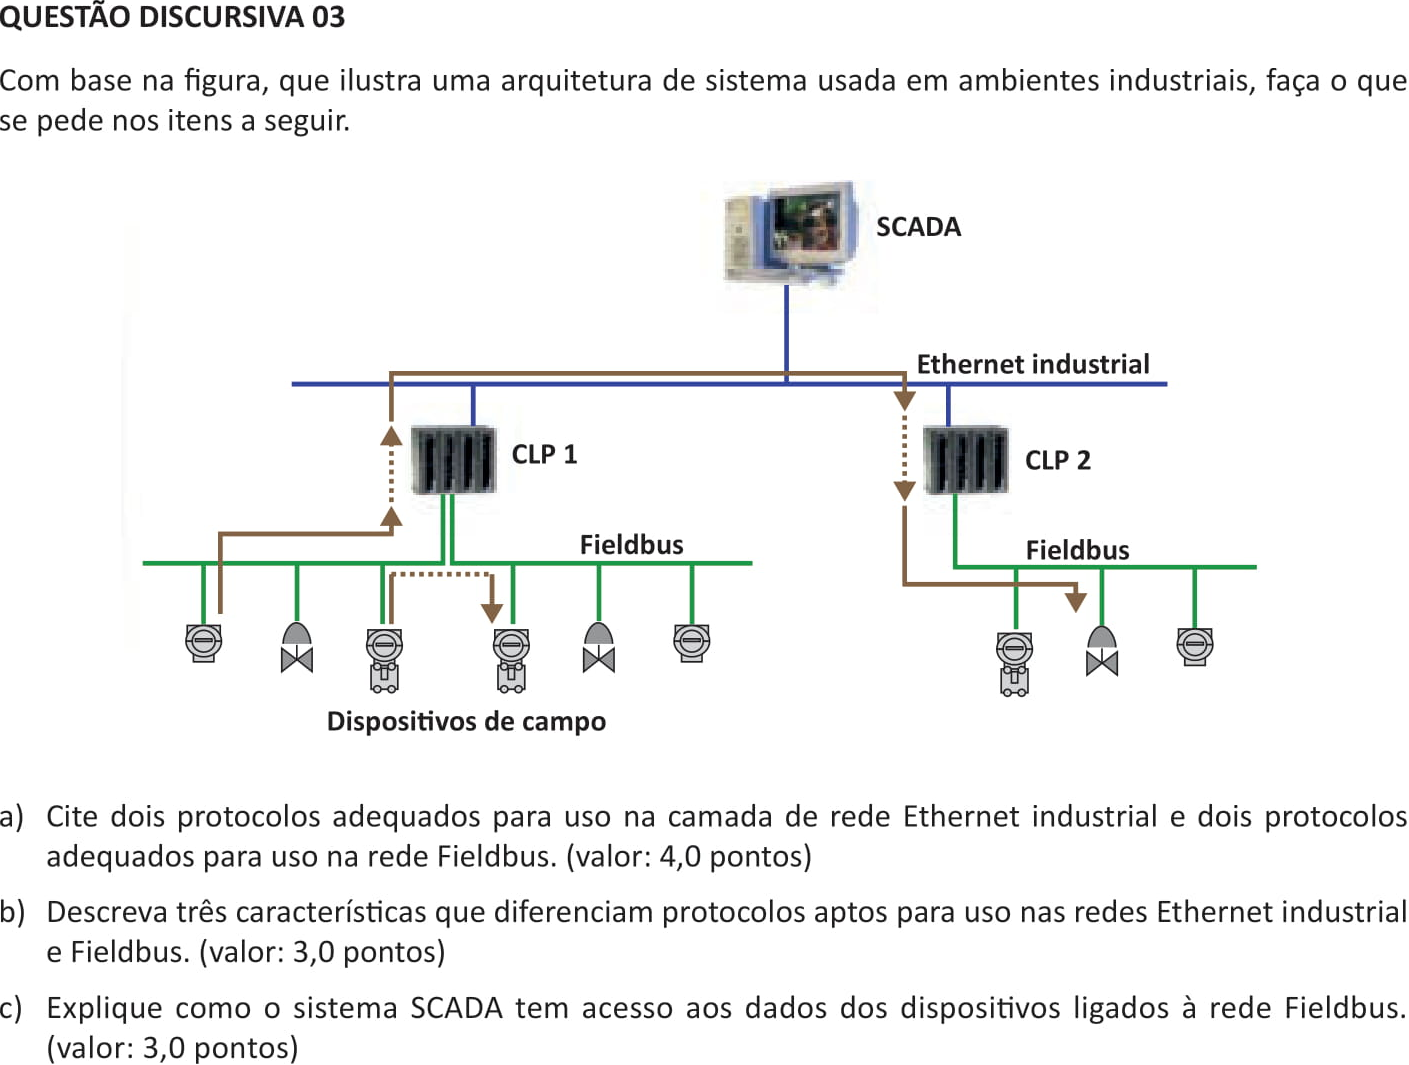 QUESTÃO DISCURSIVA 03
Com base na figura, que ilustra uma arquitetura de sistema usada em ambientes industriais, faça o que
se pede nos itens a seguir.
SCADA
Ethernet industrial
CLP 1
CLP 2
Fieldbus
Fieldbus
Dispositivos de campo
a) Cite dois protocolos adequados para uso na camada de rede Ethernet industrial e dois protocolos
adequados para uso na rede Fieldbus. (valor: 4,0 pontos)
b) Descreva três características que diferenciam protocolos aptos para uso nas redes Ethernet industrial
e Fieldbus. (valor: 3,0 pontos)
c) Explique como o sistema SCADA tem acesso aos dados dos dispositivos ligados à rede Fieldbus.
(valor: 3,0 pontos)